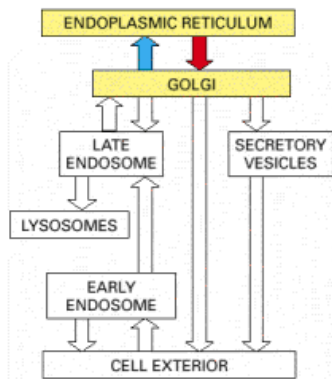 ENDOPLASMIC RETICULUM
GOLGI
LATE
ENDOSOME
SECRETORY
VESICLES
LYSOSOMES
EARLY
ENDOSOME
CELL EXTERIOR